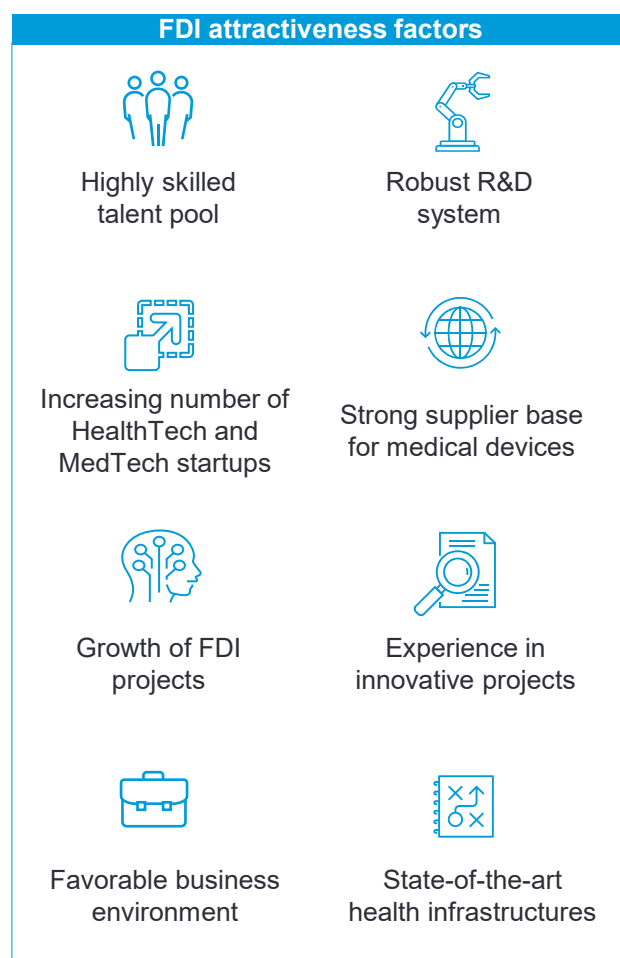 FDI attractiveness factors
Highly skilled
talent pool
Robust R&D
system
Increasing number of
HealthTech and
MedTech startups
Strong supplier base
for medical devices
Growth of FDI
projects
Experience in
innovative projects
Favorable business
environment
State-of-the-art
health infrastructures